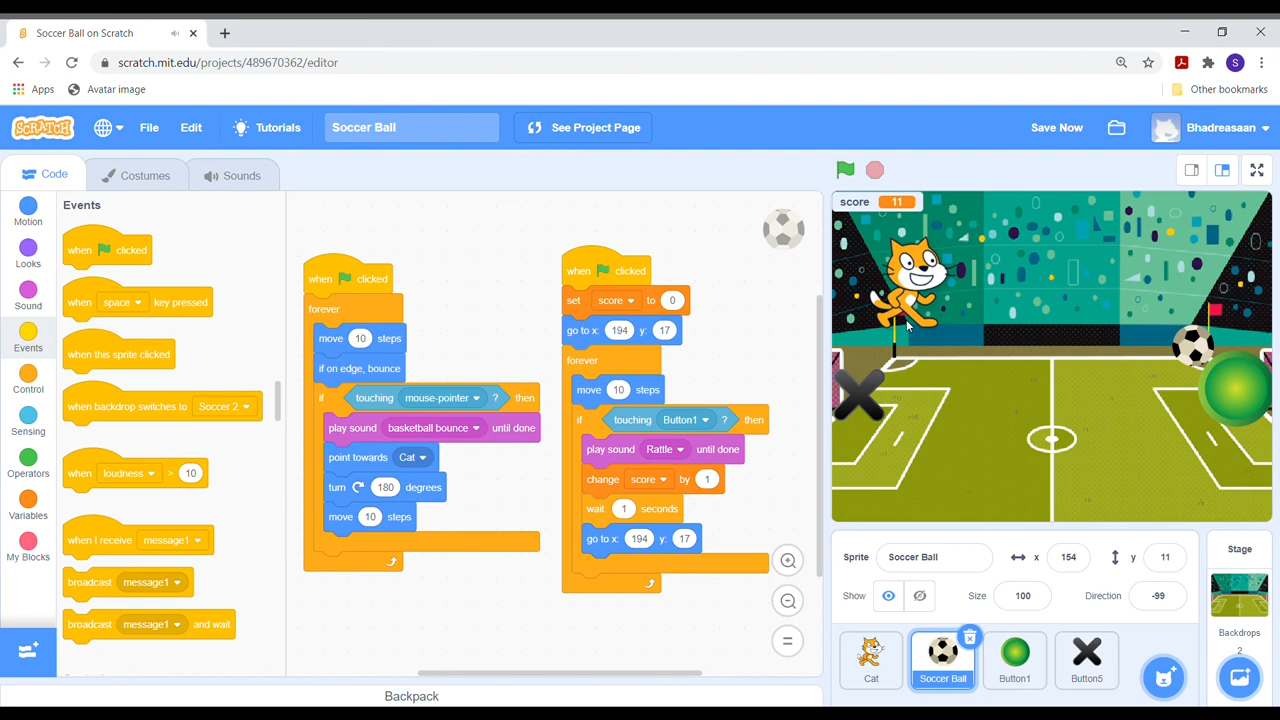 Soccer Ball on Scratch
scratch.mit.edu/projects/489670362/editor
S
Apps Avatar image Other bookmarks
SCRATCH File Edit Tutorials Soccer Ball See Project Page Save Now Bhadreasaan
Code Costumes Sounds
Motion
Looks
Sound
Events
Control
Sensing
Operators
Variables
My Blocks
Events
when clicked
when space key pressed
when this sprite clicked
when backdrop switches to Soccer 2
when loudness > 10
when I receive message1
broadcast message1
broadcast message1 and wait
when clicked
forever
move 10 steps
if on edge, bounce
if touching mouse-pointer ? then
play sound basketball bounce until done
point towards Cat
turn 180 degrees
move 10 steps
when clicked
set score to 0
go to x: 194 y: 17
forever
move 10 steps
if touching Button1 ? then
play sound Rattle until done
change score by 1
wait 1 seconds
go to x: 194 y: 17
Backpack
score 11
Sprite Soccer Ball x 154 y 11
Show Size 100 Direction -99
Cat
Soccer Ball
Button1
Button5
Stage
Backdrops
2